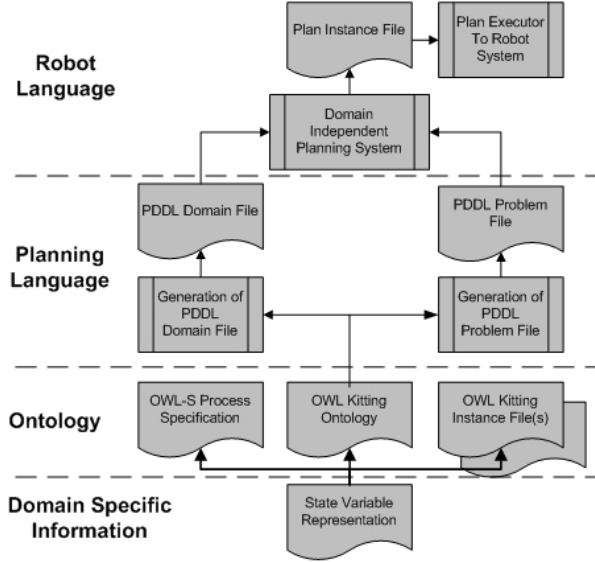 Robot
Language
Plan Instance File
Plan Executor
To Robot
System
Domain
Independent
Planning System
Planning
Language
PDDL Domain File
PDDL Problem
File
Generation of
PDDL
Domain File
Generation of
PDDL
Problem File
Ontology
OWL-S Process
Specification
OWL Kitting
Ontology
OWL Kitting
Instance File(s)
Domain Specific
Information
State Variable
Representation